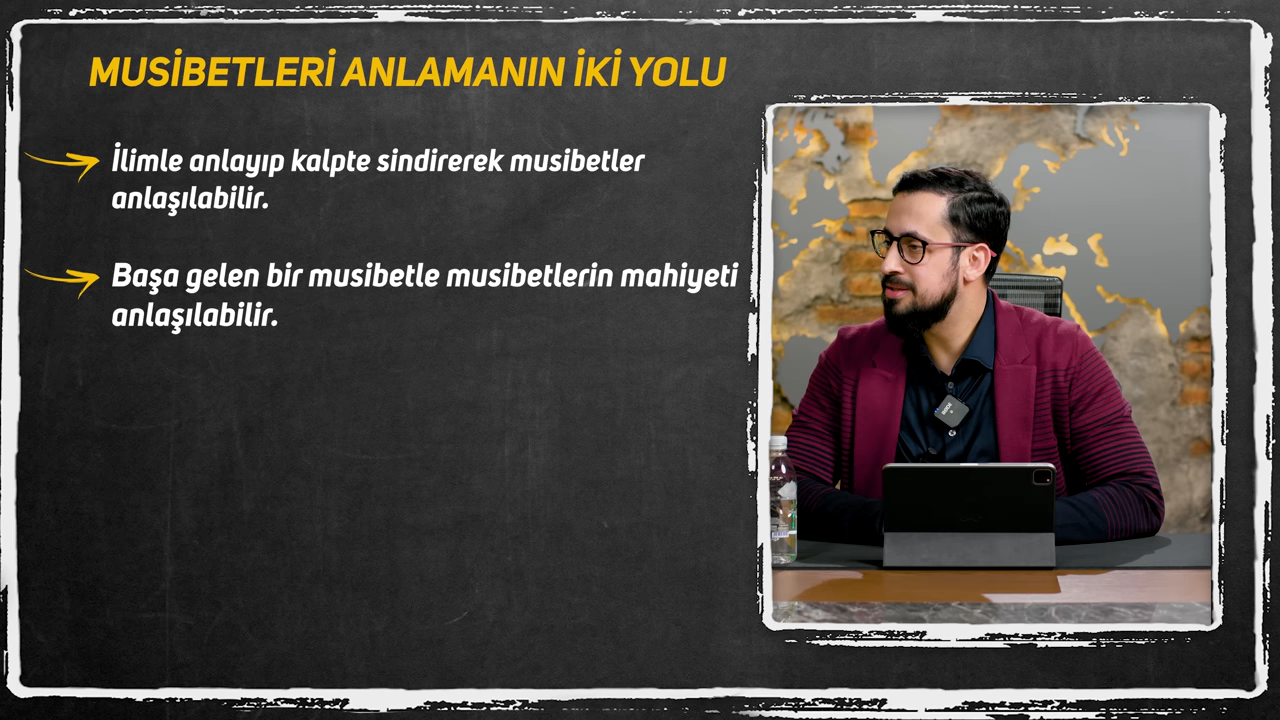 MUSİBETLERİ ANLAMANIN İKİ YOLU
İlimle anlayıp kalpte sindirerek musibetler
anlaşılabilir.
Başa gelen bir musibetle musibetlerin mahiyeti
anlaşılabilir.